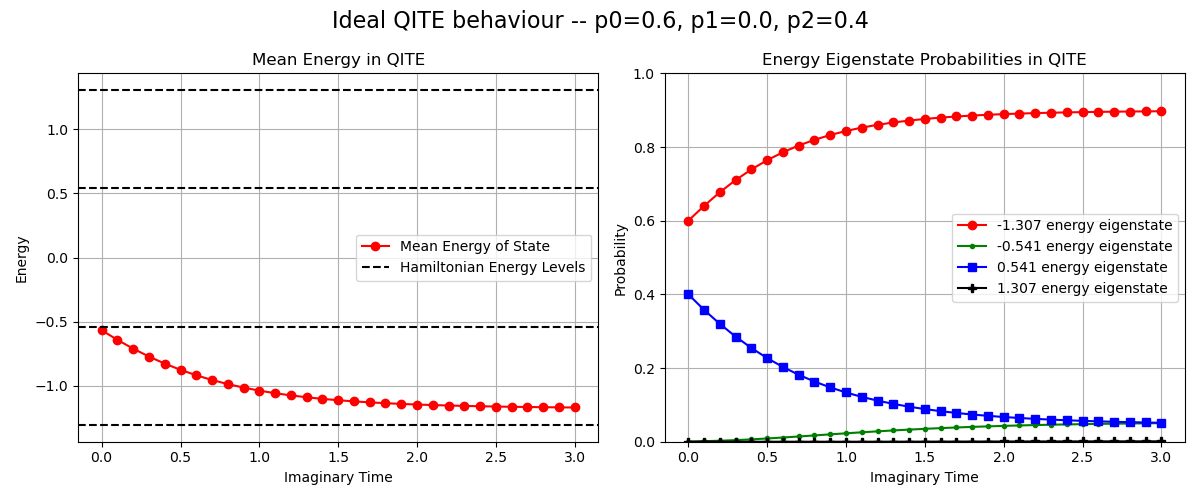 Ideal QITE behaviour -- p0=0.6, p1=0.0, p2=0.4
Mean Energy in QITE
Energy
1.0
0.5
0.0
−0.5
−1.0
Mean Energy of State
Hamiltonian Energy Levels
0.0 0.5 1.0 1.5 2.0 2.5 3.0
Imaginary Time
Energy Eigenstate Probabilities in QITE
Probability
1.0
0.8
0.6
0.4
0.2
0.0
-1.307 energy eigenstate
-0.541 energy eigenstate
0.541 energy eigenstate
1.307 energy eigenstate
0.0 0.5 1.0 1.5 2.0 2.5 3.0
Imaginary Time